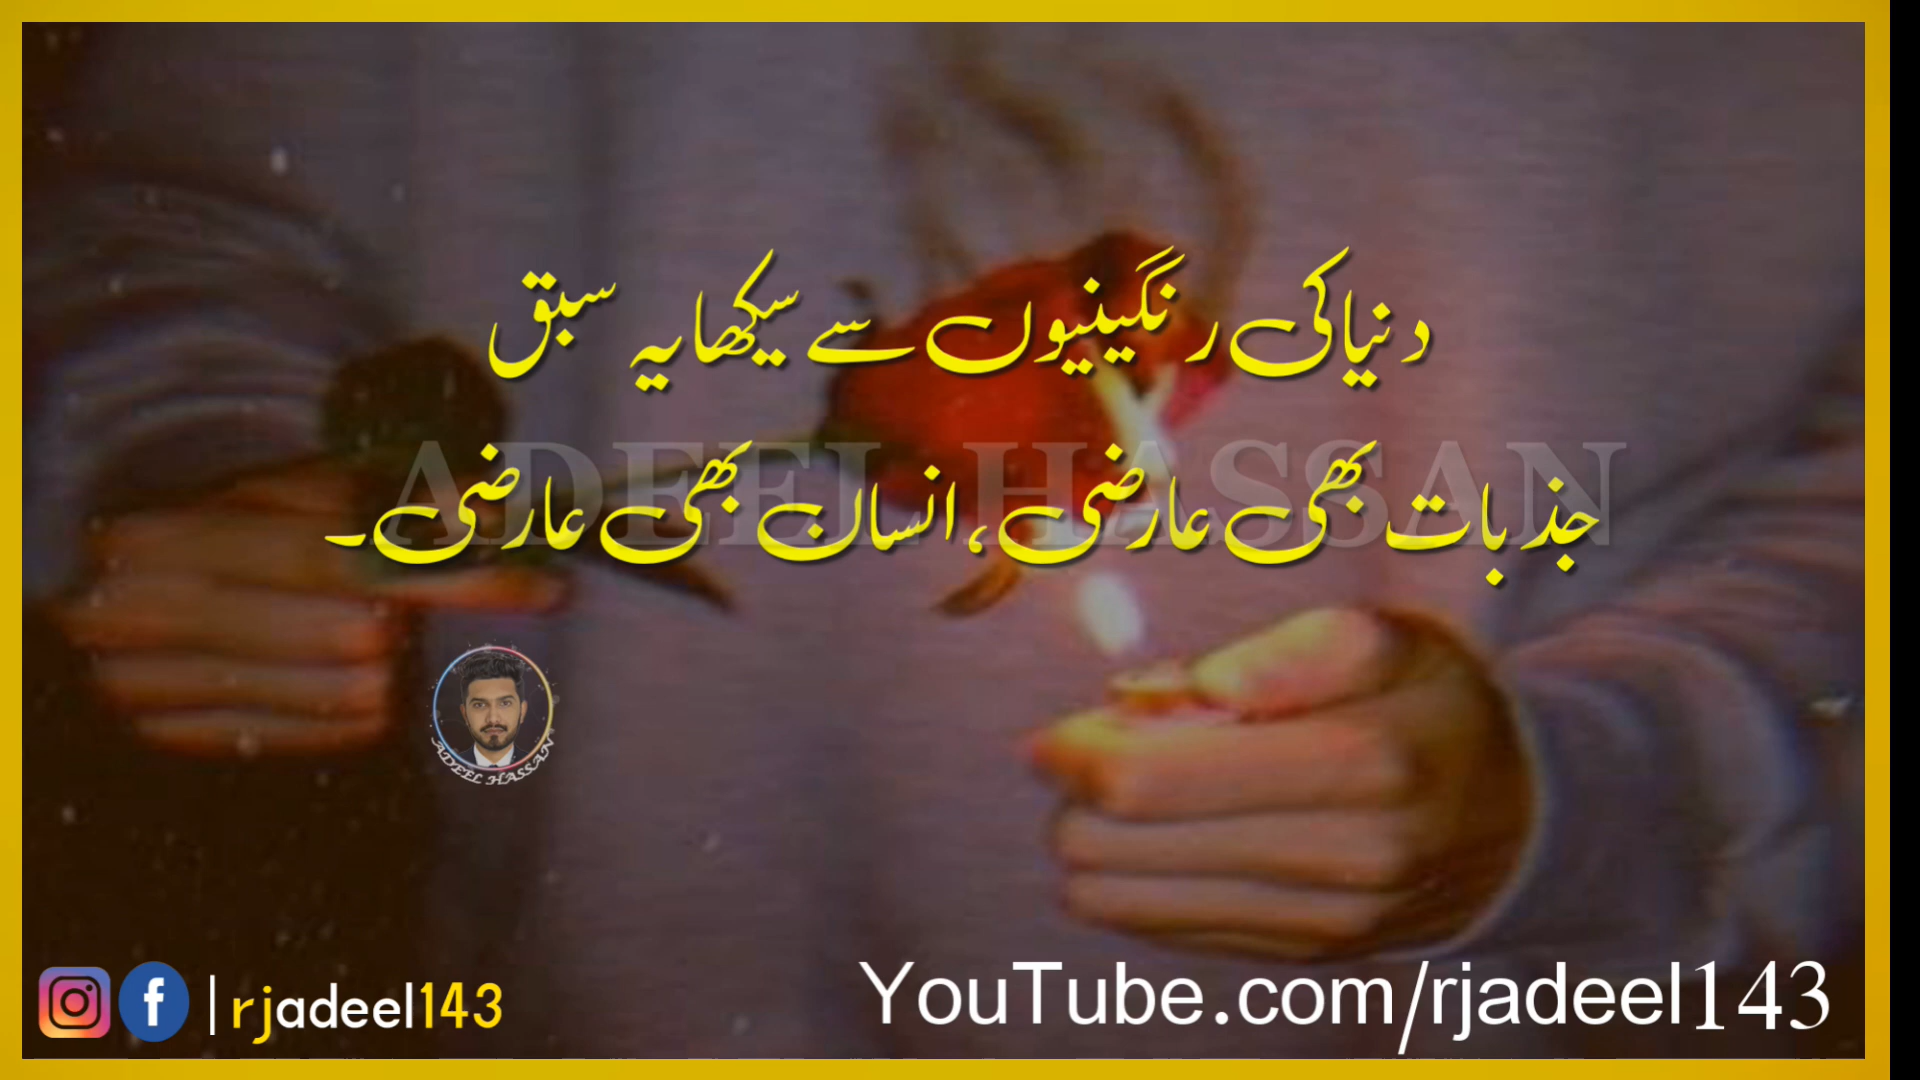 دنیا کی رنگینیوں سے سیکھا یہ سبق
ADEEL HASSAN
جذبات بھی عارضی، انسان بھی عارضی۔
ADEEL HASSAN
|rjadeel143
YouTube.com/rjadeel143